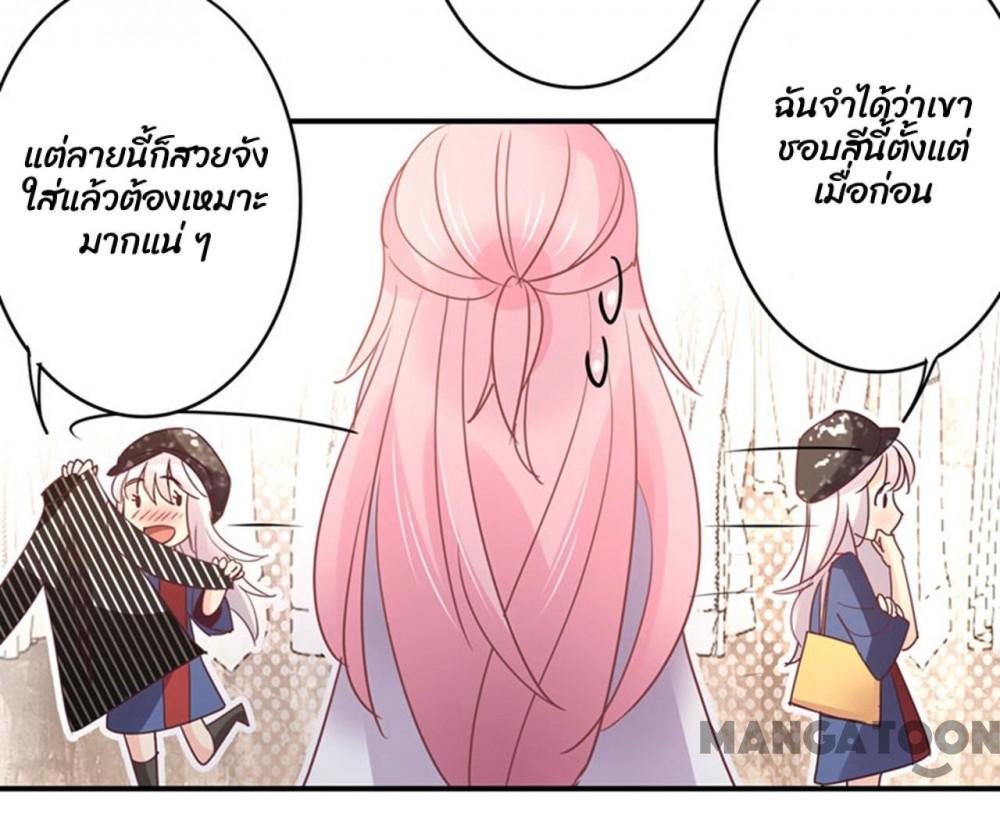 แต่ลายนี้ก็สวยจัง
ใส่แล้วต้องเหมาะ
มากแน่ ๆ
ฉันจำได้ว่าเขา
ชอบสีนี้ตั้งแต่
เมื่อก่อน
MANGATOON